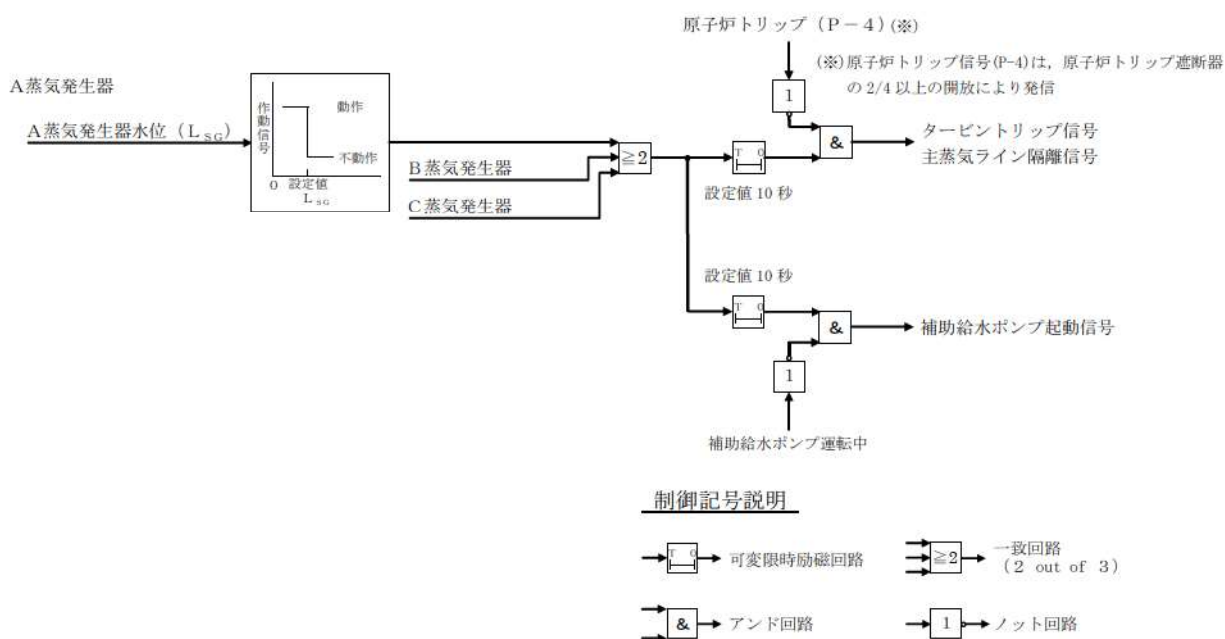 原子炉トリップ（Ｐ－４）(※)
(※)原子炉トリップ信号(P-4)は，原子炉トリップ遮断器
の 2/4 以上の開放により発信
1
Ａ蒸気発生器
Ａ蒸気発生器水位（ＬSG）
作動信号
動作
不動作
0
設定値
ＬSG
Ｂ蒸気発生器
Ｃ蒸気発生器
≧2
T 0
設定値 10 秒
&
タービントリップ信号
主蒸気ライン隔離信号
設定値 10 秒
T 0
&
補助給水ポンプ起動信号
1
補助給水ポンプ運転中
制御記号説明
T 0
可変限時励磁回路
≧2
一致回路
（２ out of ３）
&
アンド回路
1
ノット回路